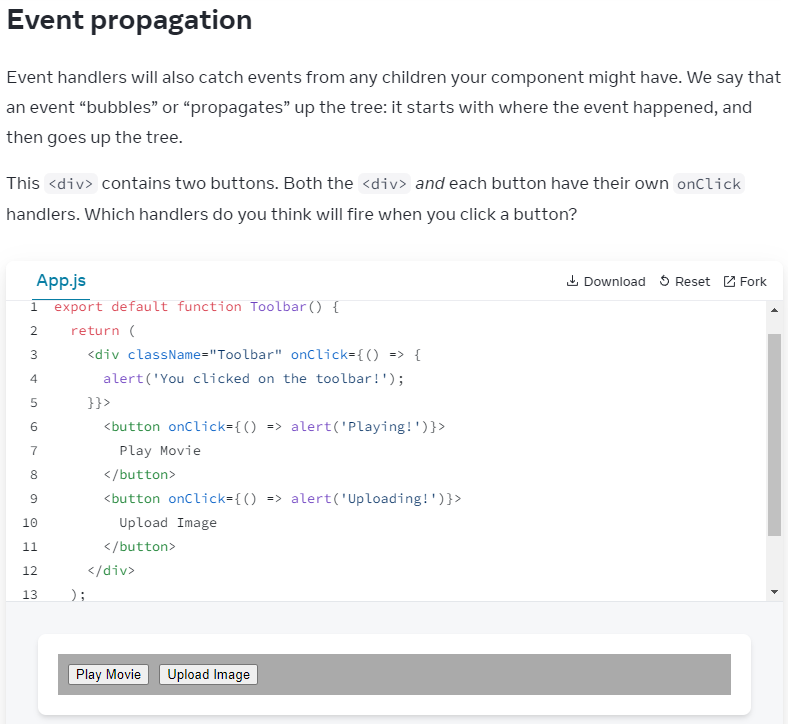 Event propagation
Event handlers will also catch events from any children your component might have. We say that
an event “bubbles” or “propagates” up the tree: it starts with where the event happened, and
then goes up the tree.
This <div> contains two buttons. Both the <div> and each button have their own onClick
handlers. Which handlers do you think will fire when you click a button?
App.js Download Reset Fork
1 export default function Toolbar() {
2   return (
3     <div className="Toolbar" onClick={() => {
4       alert('You clicked on the toolbar!');
5     }}>
6       <button onClick={() => alert('Playing!')}>
7         Play Movie
8       </button>
9       <button onClick={() => alert('Uploading!')}>
10         Upload Image
11       </button>
12     </div>
13   );
Play Movie Upload Image